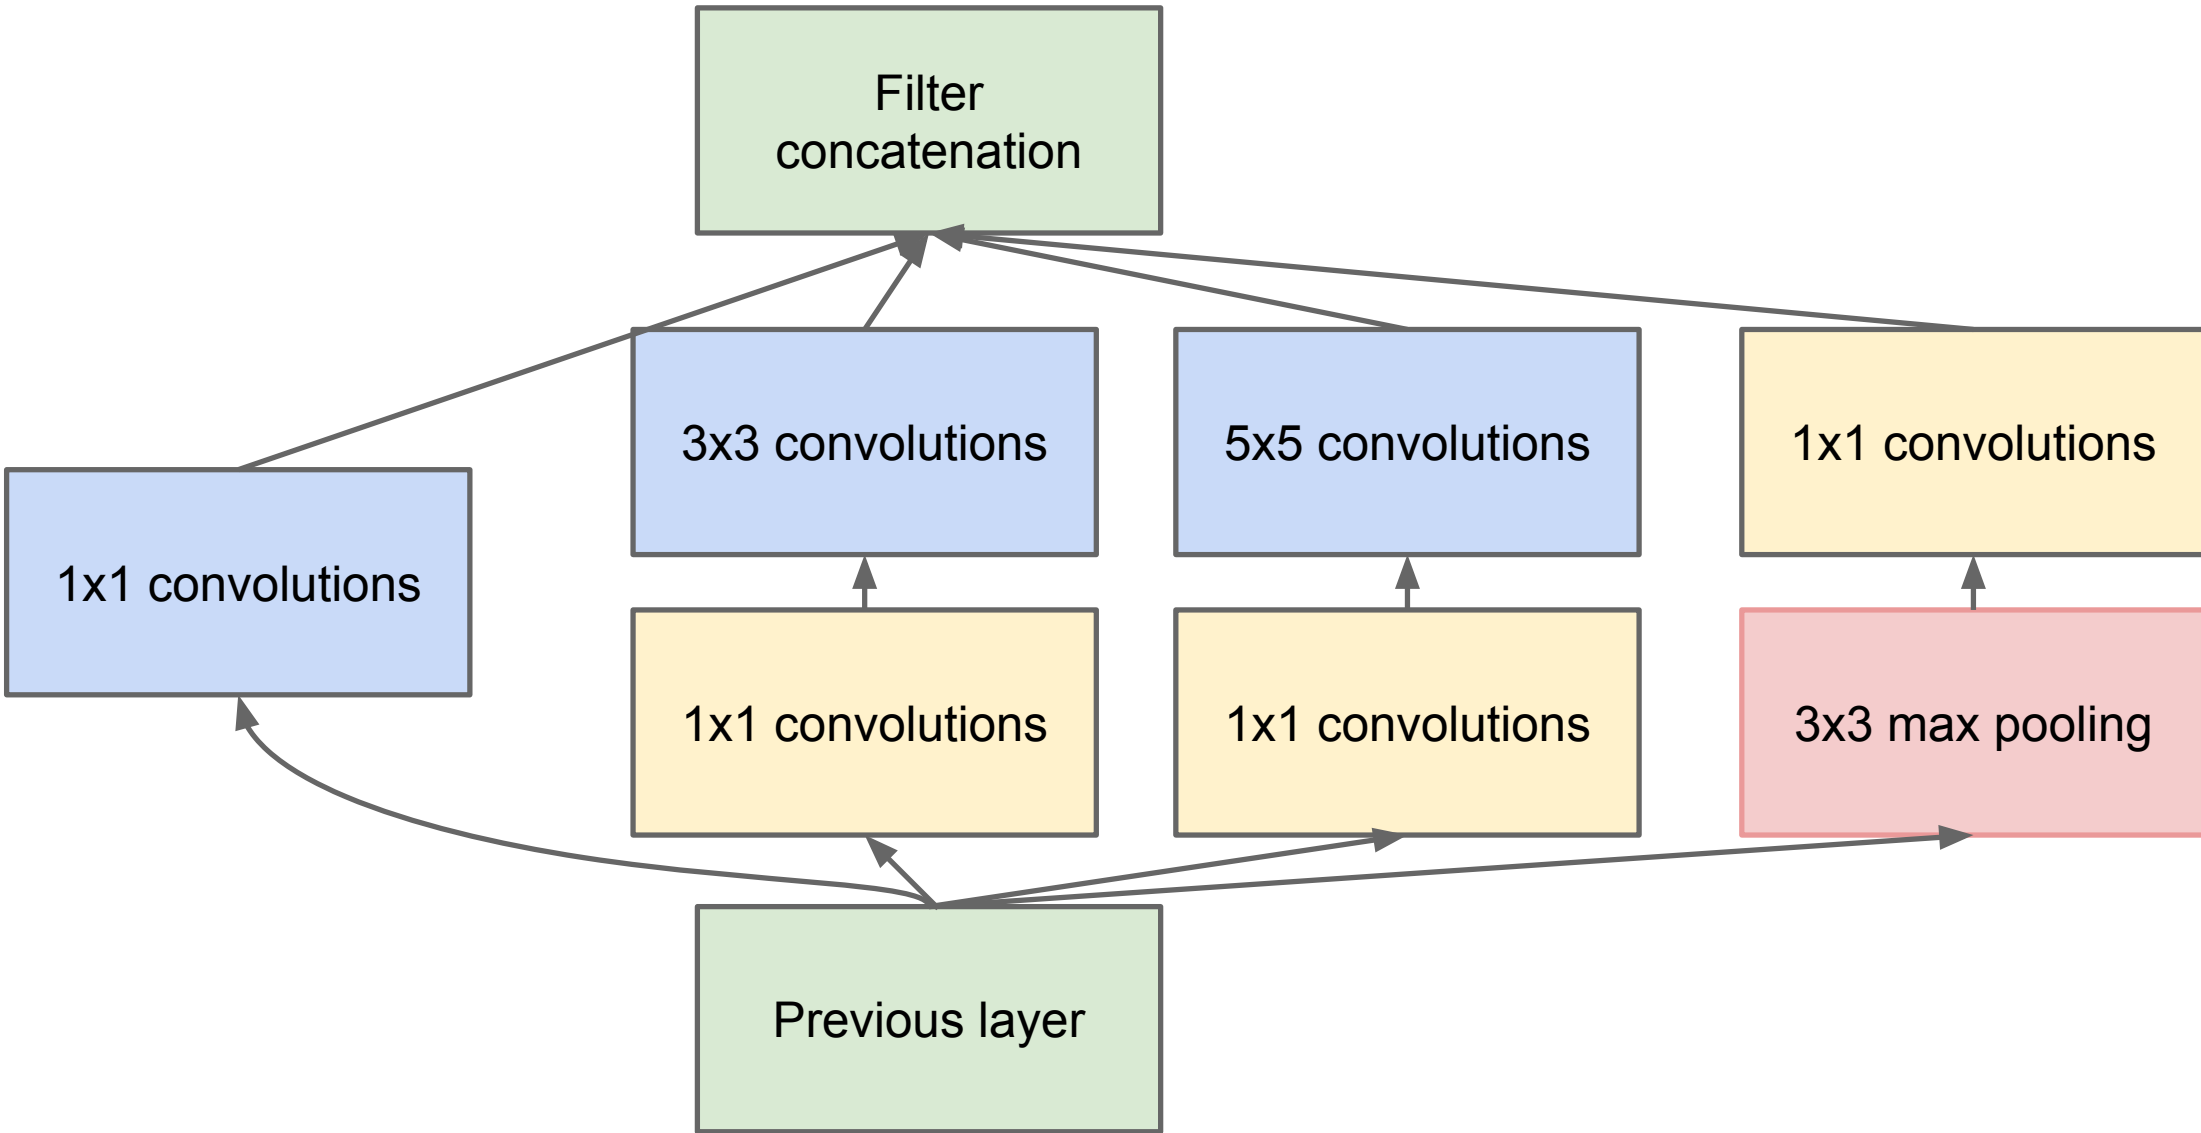 Filter
concatenation
3x3 convolutions
5x5 convolutions
1x1 convolutions
1x1 convolutions
1x1 convolutions
1x1 convolutions
3x3 max pooling
Previous layer